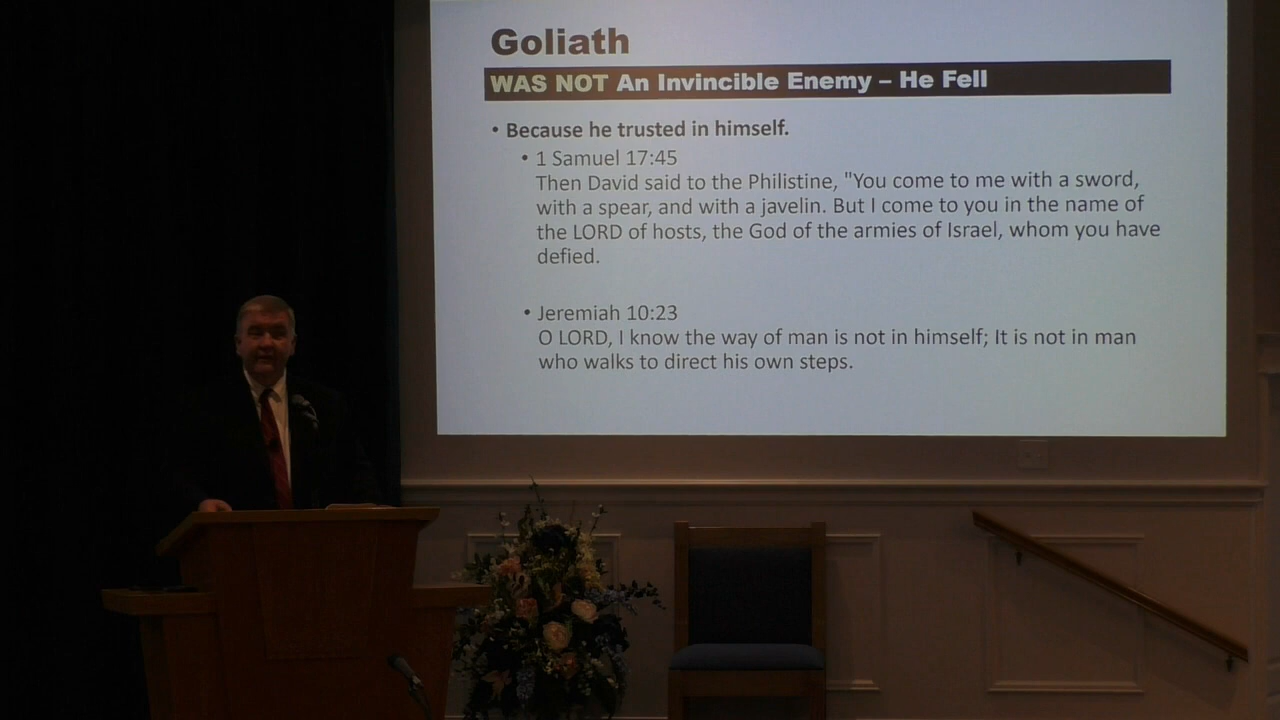 Goliath
WAS NOT An Invincible Enemy – He Fell
• Because he trusted in himself.
• 1 Samuel 17:45
Then David said to the Philistine, "You come to me with a sword,
with a spear, and with a javelin. But I come to you in the name of
the LORD of hosts, the God of the armies of Israel, whom you have
defied.
• Jeremiah 10:23
O LORD, I know the way of man is not in himself; It is not in man
who walks to direct his own steps.